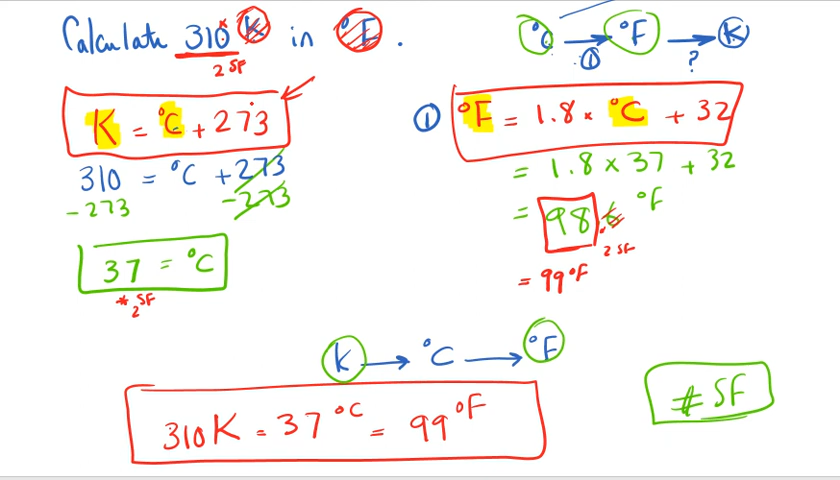 Calculate 310 K in °F.
2 SF
K = °C + 273
310 = °C + 273
-273 -273
37 = °C
* 2 SF
°C → °F → K
① ?
① °F = 1.8 × °C + 32
= 1.8 × 37 + 32
= 98.6 °F
2 SF
= 99 °F
K → °C → °F
310K = 37 °C = 99 °F
# SF